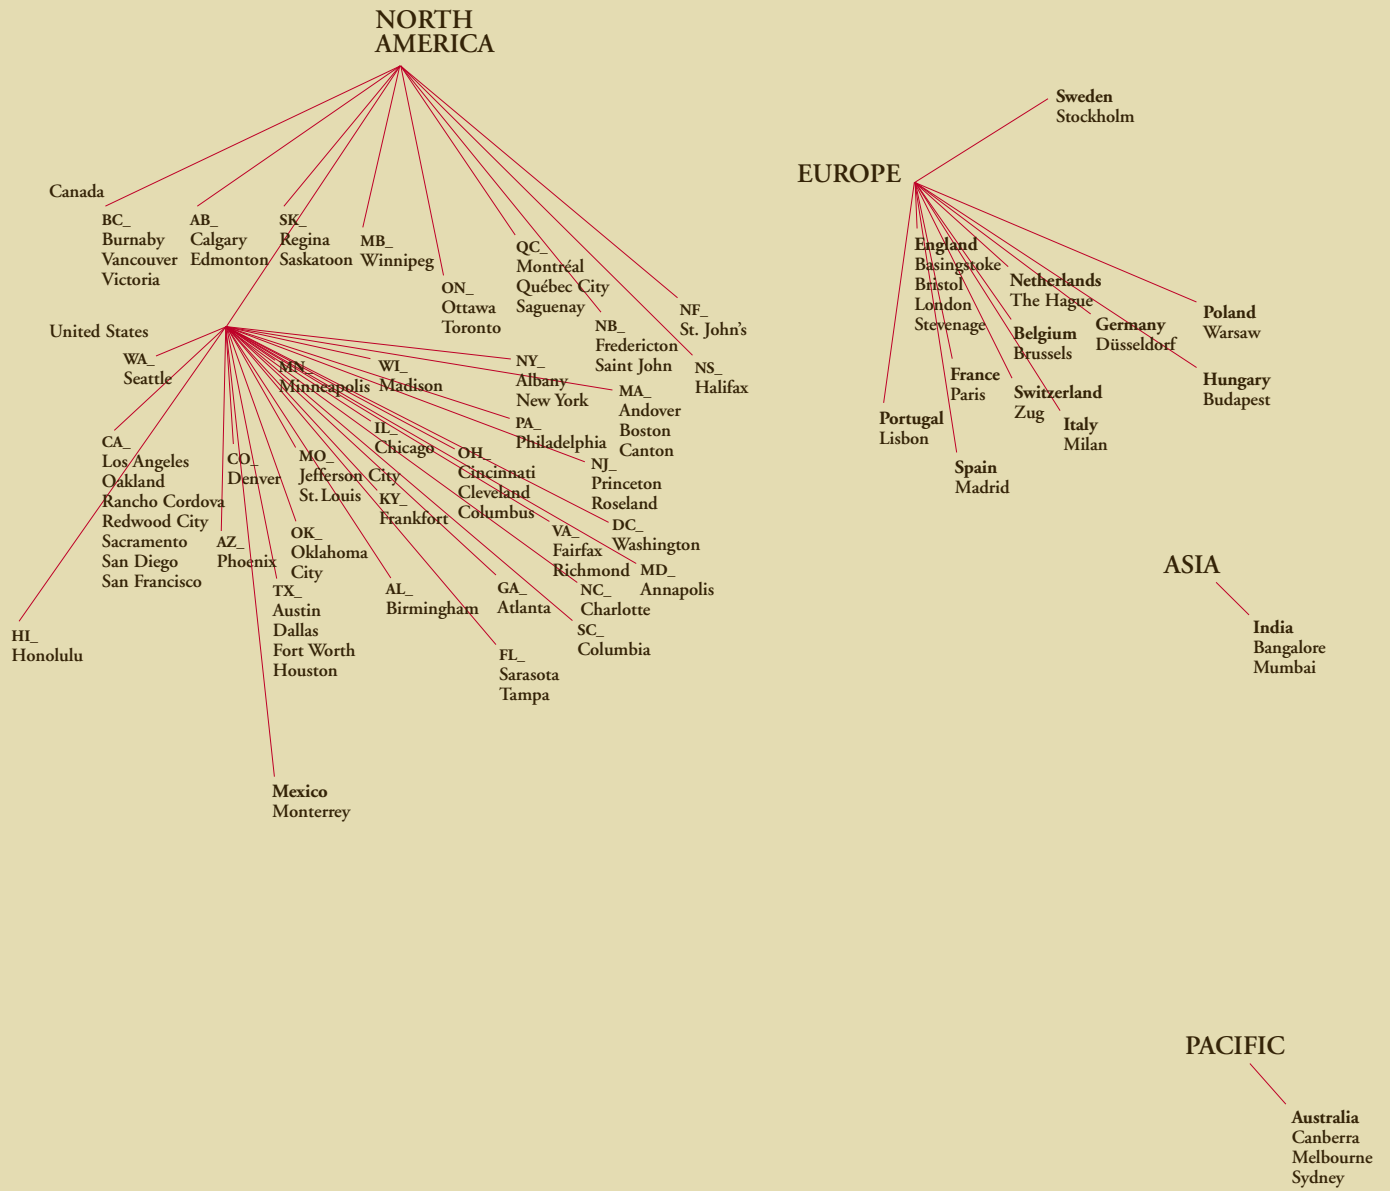 NORTH
AMERICA
Canada
BC_
Burnaby
Vancouver
Victoria
AB_
Calgary
Edmonton
SK_
Regina
Saskatoon
MB_
Winnipeg
ON_
Ottawa
Toronto
QC_
Montréal
Québec City
Saguenay
NB_
Fredericton
Saint John
NF_
St. John’s
NS_
Halifax
United States
WA_
Seattle
MN_
Minneapolis
WI_
Madison
NY_
Albany
New York
MA_
Andover
Boston
Canton
CA_
Los Angeles
Oakland
Rancho Cordova
Redwood City
Sacramento
San Diego
San Francisco
CO_
Denver
MO_
Jefferson City
St. Louis
IL_
Chicago
KY_
Frankfort
OH_
Cincinnati
Cleveland
Columbus
PA_
Philadelphia
NJ_
Princeton
Roseland
DC_
Washington
VA_
Fairfax
Richmond
MD_
Annapolis
AZ_
Phoenix
OK_
Oklahoma
City
TX_
Austin
Dallas
Fort Worth
Houston
AL_
Birmingham
GA_
Atlanta
NC_
Charlotte
SC_
Columbia
FL_
Sarasota
Tampa
HI_
Honolulu
Mexico
Monterrey
EUROPE
Sweden
Stockholm
England
Basingstoke
Bristol
London
Stevenage
Netherlands
The Hague
Belgium
Brussels
Germany
Düsseldorf
Poland
Warsaw
France
Paris
Switzerland
Zug
Hungary
Budapest
Portugal
Lisbon
Italy
Milan
Spain
Madrid
ASIA
India
Bangalore
Mumbai
PACIFIC
Australia
Canberra
Melbourne
Sydney